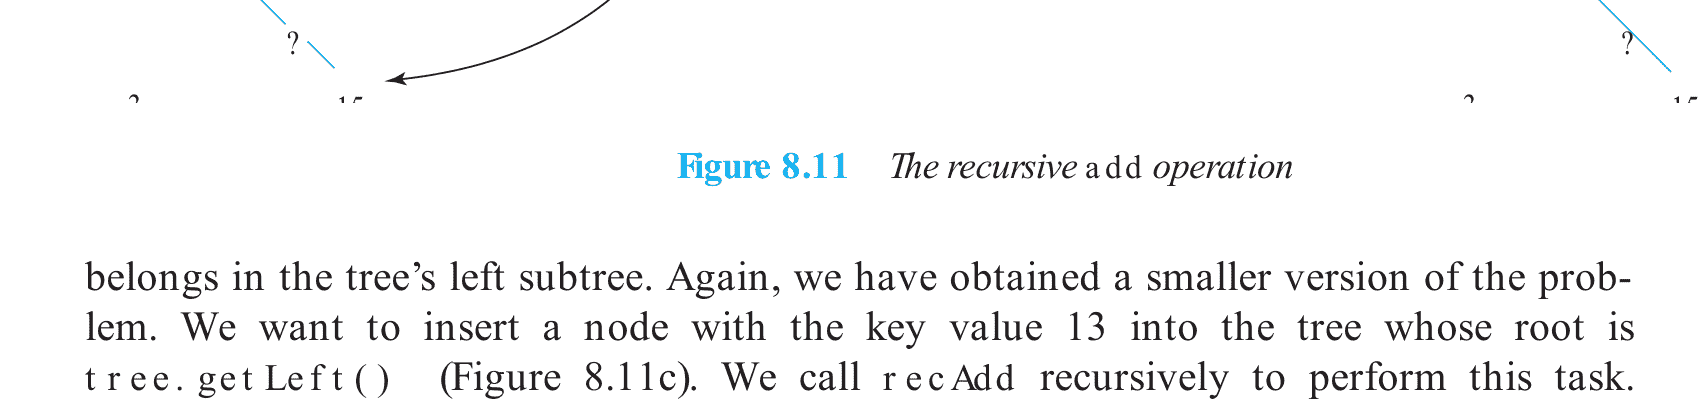 ?
?
Figure 8.11 The recursive add operation
belongs in the tree’s left subtree. Again, we have obtained a smaller version of the prob-
lem. We want to insert a node with the key value 13 into the tree whose root is
tree.getLeft() (Figure 8.11c). We call recAdd recursively to perform this task.